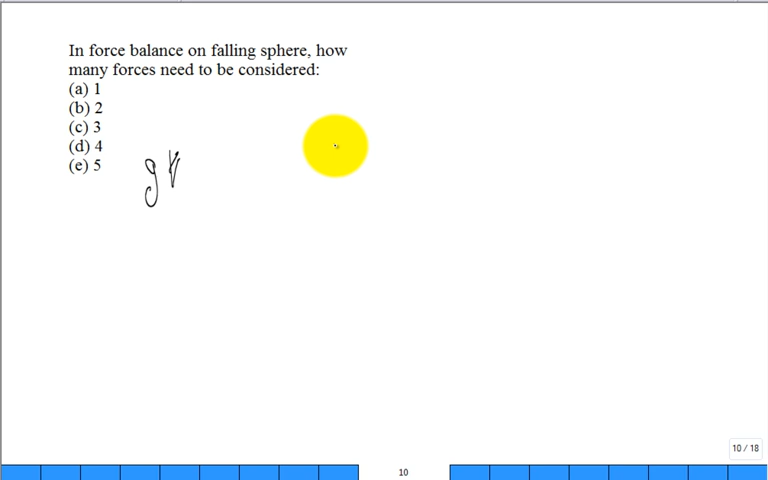 In force balance on falling sphere, how
many forces need to be considered:
(a) 1
(b) 2
(c) 3
(d) 4
(e) 5
10 / 18
10